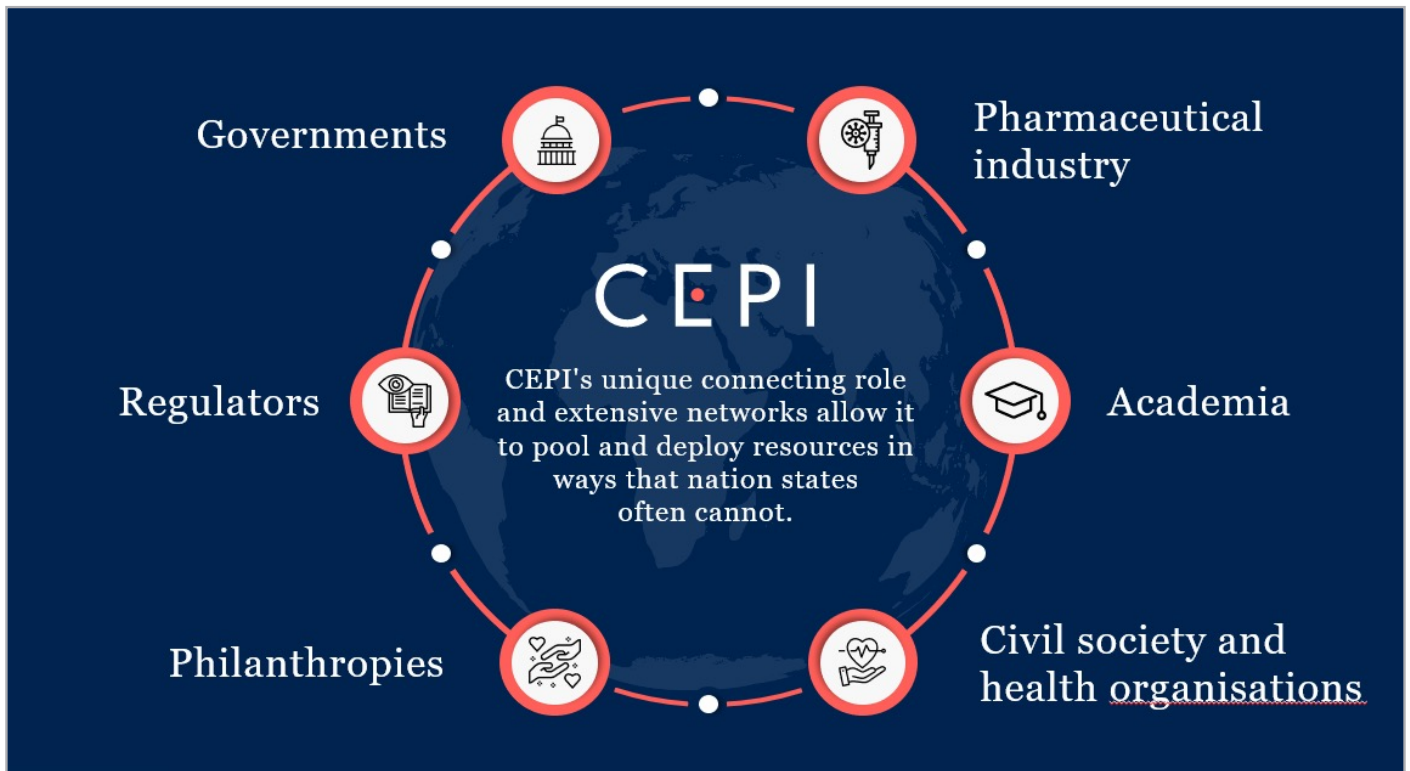 Governments
Pharmaceutical
industry
CEPI
CEPI's unique connecting role
and extensive networks allow it
to pool and deploy resources in
ways that nation states
often cannot.
Regulators
Academia
Philanthropies
Civil society and
health organisations